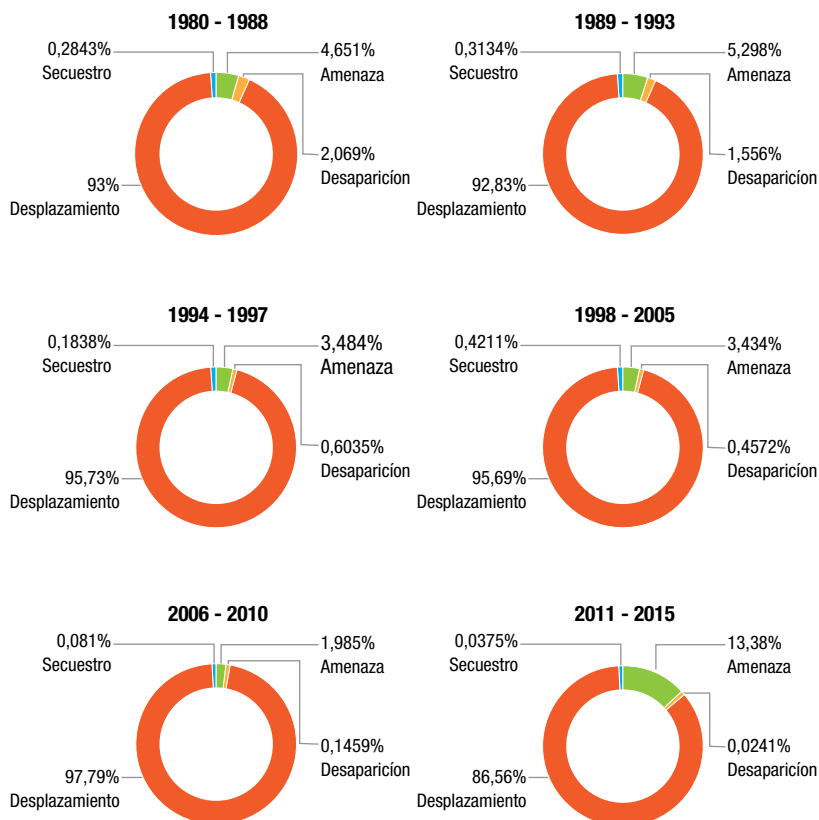 1980 - 1988
0,2843%
Secuestro
4,651%
Amenaza
2,069%
Desaparicíon
93%
Desplazamiento
1989 - 1993
0,3134%
Secuestro
5,298%
Amenaza
1,556%
Desaparicíon
92,83%
Desplazamiento
1994 - 1997
0,1838%
Secuestro
3,484%
Amenaza
0,6035%
Desaparicíon
95,73%
Desplazamiento
1998 - 2005
0,4211%
Secuestro
3,434%
Amenaza
0,4572%
Desaparicíon
95,69%
Desplazamiento
2006 - 2010
0,081%
Secuestro
1,985%
Amenaza
0,1459%
Desaparicíon
97,79%
Desplazamiento
2011 - 2015
0,0375%
Secuestro
13,38%
Amenaza
0,0241%
Desaparicíon
86,56%
Desplazamiento